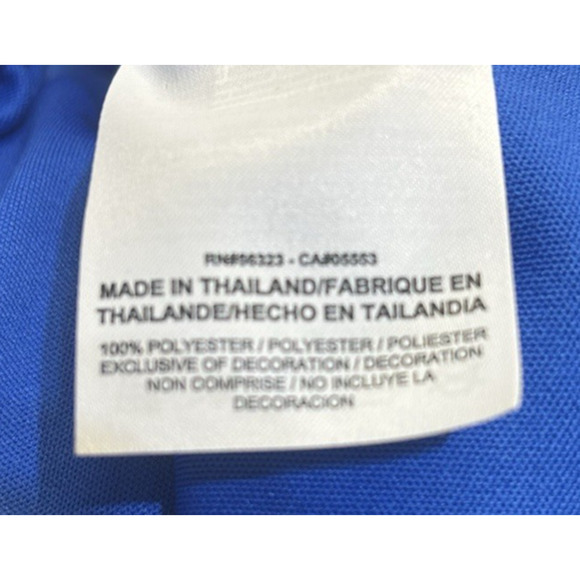 RN#56323 - CA#05553
MADE IN THAILAND/FABRIQUE EN
THAILANDE/HECHO EN TAILANDIA
100% POLYESTER / POLYESTER / POLIESTER
EXCLUSIVE OF DECORATION / DECORATION
NON COMPRISE / NO INCLUYE LA
DECORACION